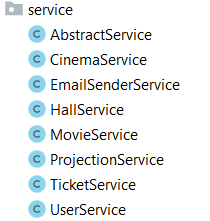 service
AbstractService
CinemaService
EmailSenderService
HallService
MovieService
ProjectionService
TicketService
UserService